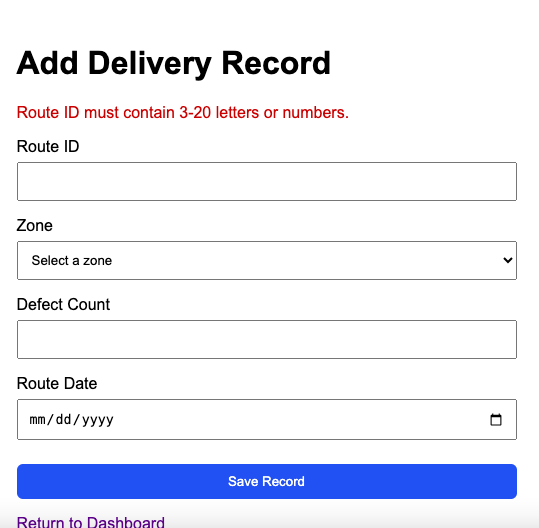 Add Delivery Record
Route ID must contain 3-20 letters or numbers.
Route ID
Zone
Select a zone
Defect Count
Route Date
mm/dd/yyyy
Save Record
Return to Dashboard